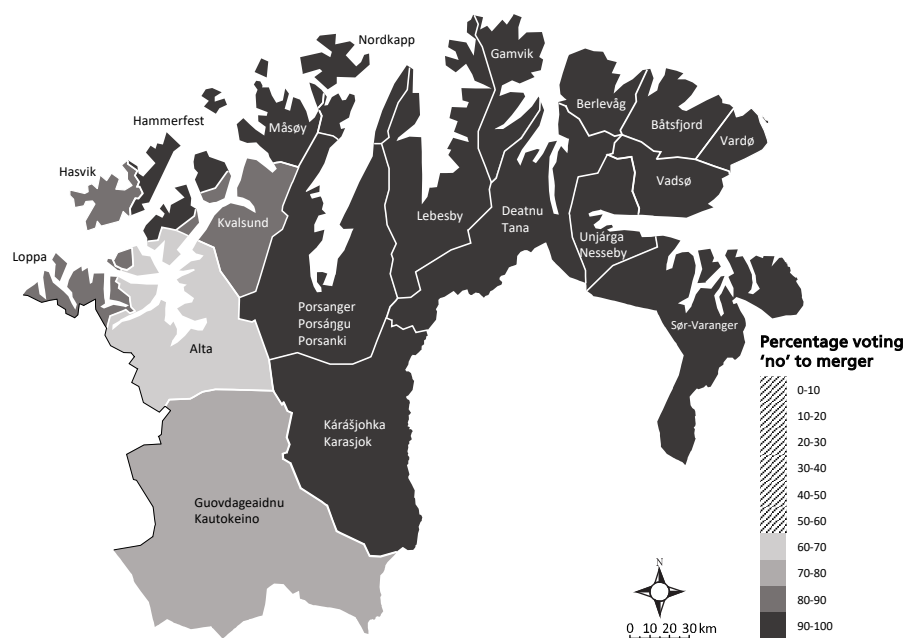 Nordkapp
Gamvik
Berlevåg
Hammerfest
Måsøy
Båtsfjord
Vardø
Hasvik
Vadsø
Kvalsund
Lebesby
Deatnu
Tana
Unjárga
Nesseby
Loppa
Porsanger
Porsáŋgu
Porsanki
Sør-Varanger
Alta
Kárášjohka
Karasjok
Guovdageaidnu
Kautokeino
Percentage voting
‘no’ to merger
0-10
10-20
20-30
30-40
40-50
50-60
60-70
70-80
80-90
90-100
N
0 10 20 30 km